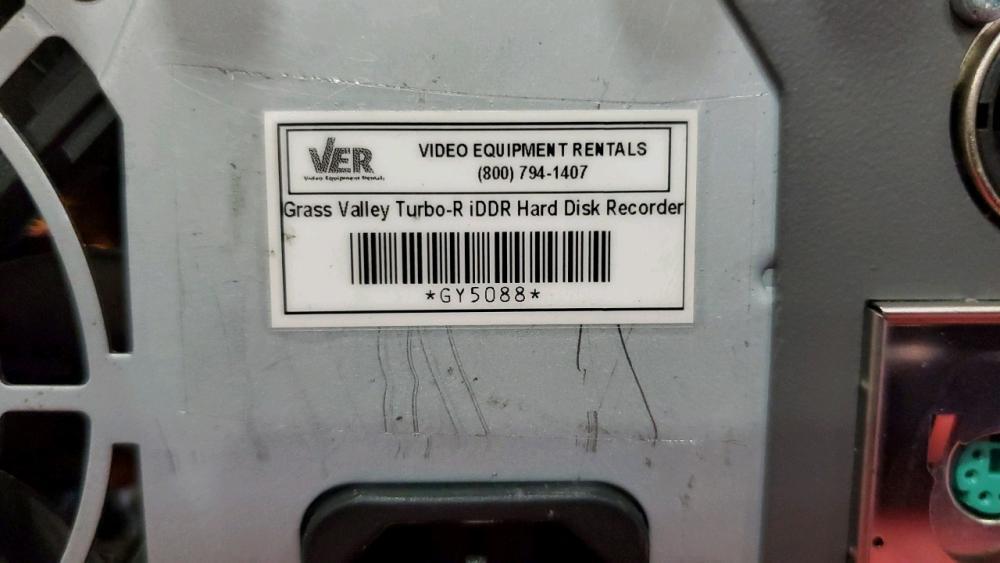 VER
Video Equipment Rentals
VIDEO EQUIPMENT RENTALS
(800) 794-1407
Grass Valley Turbo-R iDDR Hard Disk Recorder
*GY5088*